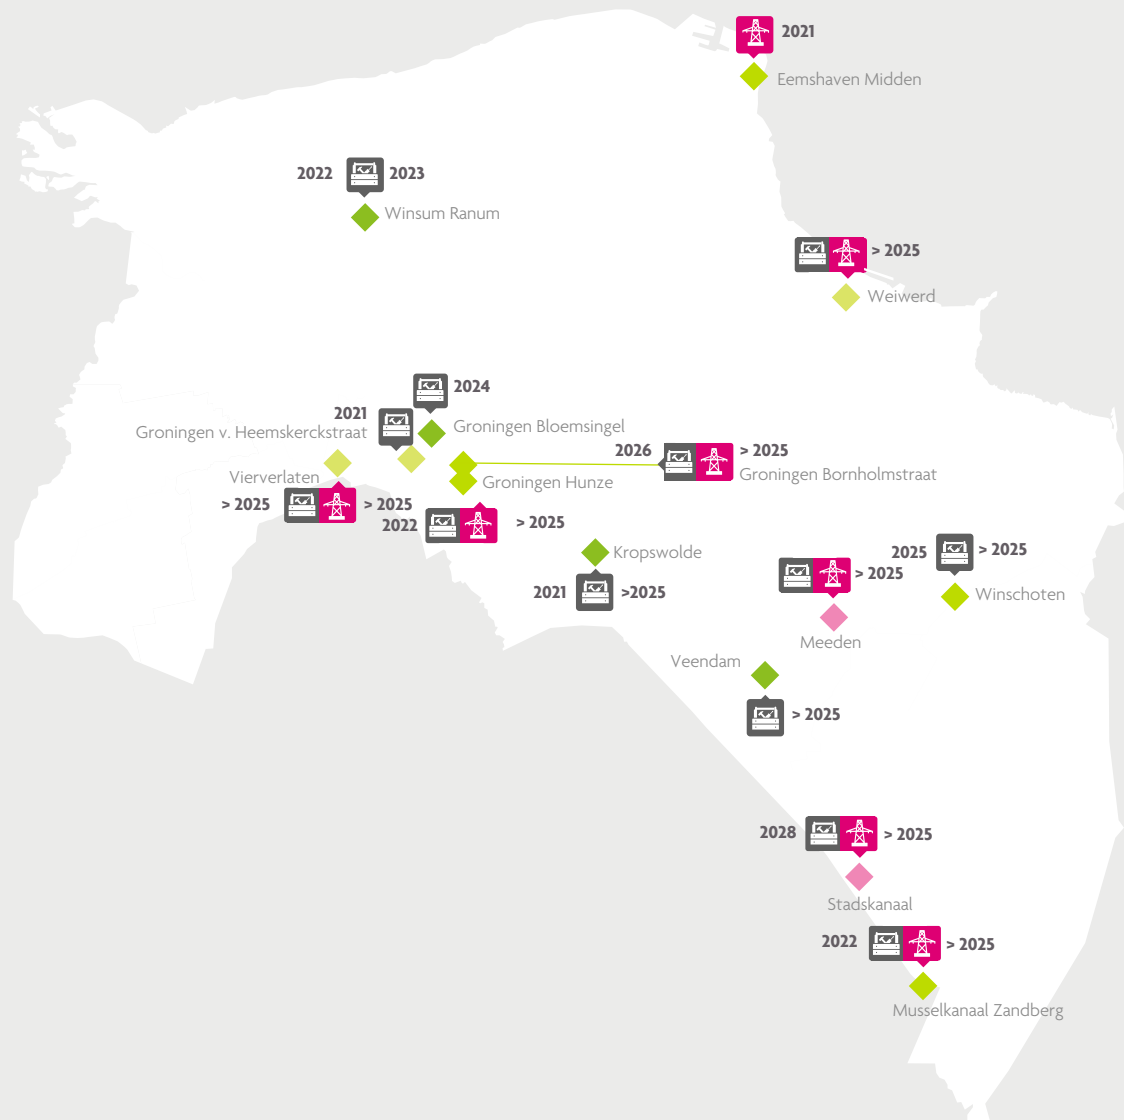 2021
Eemshaven Midden
2022
2023
Winsum Ranum
> 2025
Weiwerd
2024
2021
Groningen v. Heemskerckstraat
Groningen Bloemsingel
2026
> 2025
Groningen Bornholmstraat
Vierverlaten
Groningen Hunze
> 2025
> 2025
2022
> 2025
Kropswolde
2021
>2025
2025
> 2025
Winschoten
> 2025
Meeden
Veendam
> 2025
2028
> 2025
Stadskanaal
2022
> 2025
Musselkanaal Zandberg